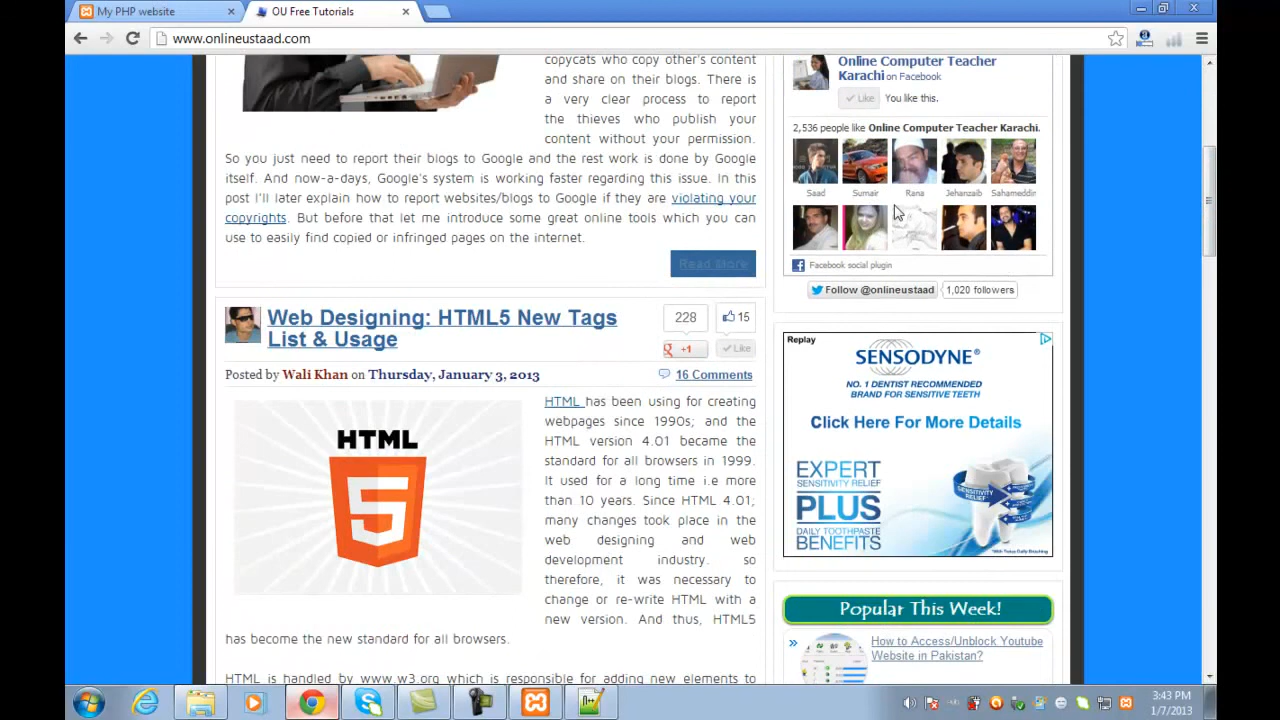 My PHP website
OU Free Tutorials
www.onlineustaad.com
copycats who copy other's content
and share on their blogs. There is
a very clear process to report
the thieves who publish your
content without your permission.
So you just need to report their blogs to Google and the rest work is done by Google
itself. And now-a-days, Google's system is working faster regarding this issue. In this
post I'll later explain how to report websites/blogs to Google if they are violating your
copyrights. But before that let me introduce some great online tools which you can
use to easily find copied or infringed pages on the internet.
Read More
Web Designing: HTML5 New Tags
List & Usage
228
15
+1
Like
Posted by Wali Khan on Thursday, January 3, 2013
16 Comments
HTML
5
HTML has been using for creating
webpages since 1990s; and the
HTML version 4.01 became the
standard for all browsers in 1999.
It used for a long time i.e more
than 10 years. Since HTML 4.01;
many changes took place in the
web designing and web
development industry. so
therefore, it was necessary to
change or re-write HTML with a
new version. And thus, HTML5
has become the new standard for all browsers.
HTML is handled by www.w3.org which is responsible for adding new elements to
Online Computer Teacher
Karachi on Facebook
Like You like this.
2,536 people like Online Computer Teacher Karachi.
Saad Sumair Rana Jehanzaib Sahameddin
Facebook social plugin
Follow @onlineustaad 1,020 followers
Replay
SENSODYNE®
NO. 1 DENTIST RECOMMENDED
BRAND FOR SENSITIVE TEETH
Click Here For More Details
EXPERT
SENSITIVITY RELIEF
PLUS
DAILY TOOTHPASTE
BENEFITS
SENSITIVITY
RELIEF
Popular This Week!
How to Access/Unblock Youtube
Website in Pakistan?
3:43 PM
1/7/2013